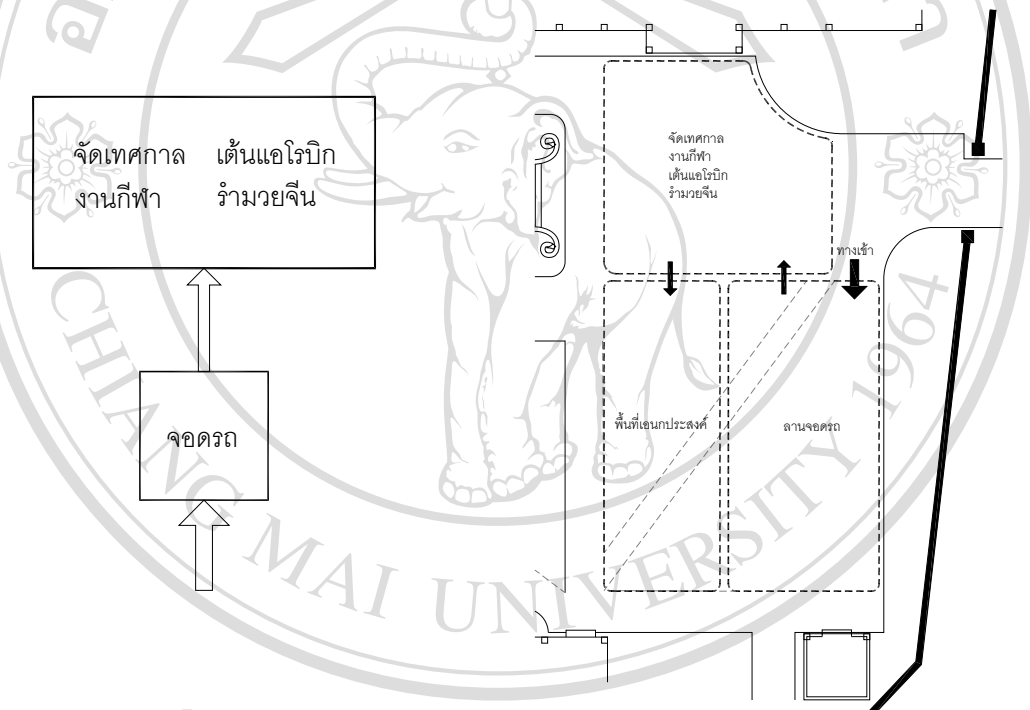 จัดเทศกาล เต้นแอโรบิก
งานกีฬา รำมวยจีน
จอดรถ
จัดเทศกาล
งานกีฬา
เต้นแอโรบิก
รำมวยจีน
ทางเข้า
พื้นที่เอนกประสงค์
ลานจอดรถ
CHIANG MAI UNIVERSITY 1964